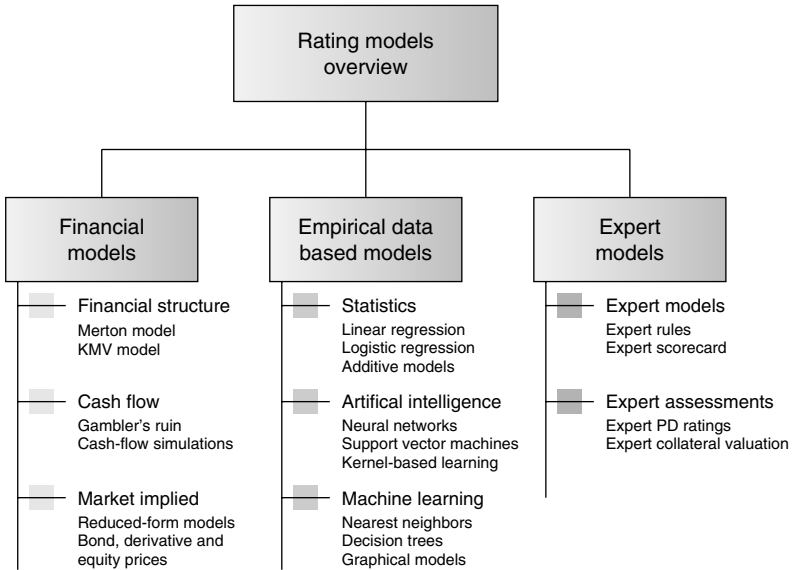 Rating models
overview
Financial
models
Financial structure
Merton model
KMV model
Cash flow
Gambler's ruin
Cash-flow simulations
Market implied
Reduced-form models
Bond, derivative and
equity prices
Empirical data
based models
Statistics
Linear regression
Logistic regression
Additive models
Artifical intelligence
Neural networks
Support vector machines
Kernel-based learning
Machine learning
Nearest neighbors
Decision trees
Graphical models
Expert
models
Expert models
Expert rules
Expert scorecard
Expert assessments
Expert PD ratings
Expert collateral valuation